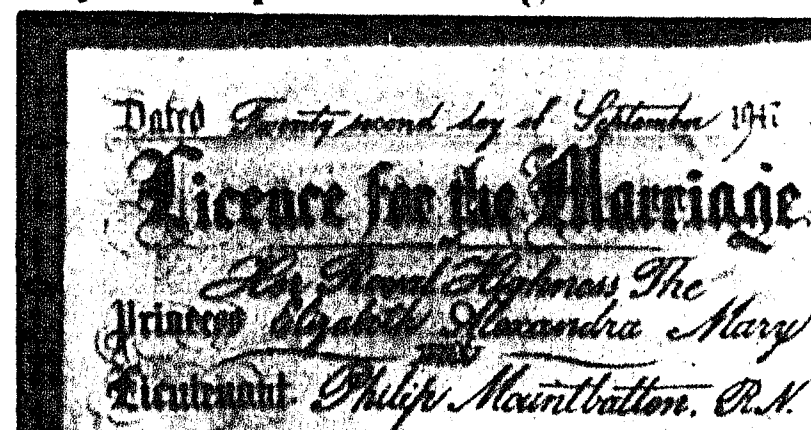 Dated Twenty second day of September 1947
Licence for the Marriage
Her Royal Highness The
Princess Elizabeth Alexandra Mary
and
Lieutenant Philip Mountbatten. R.N.